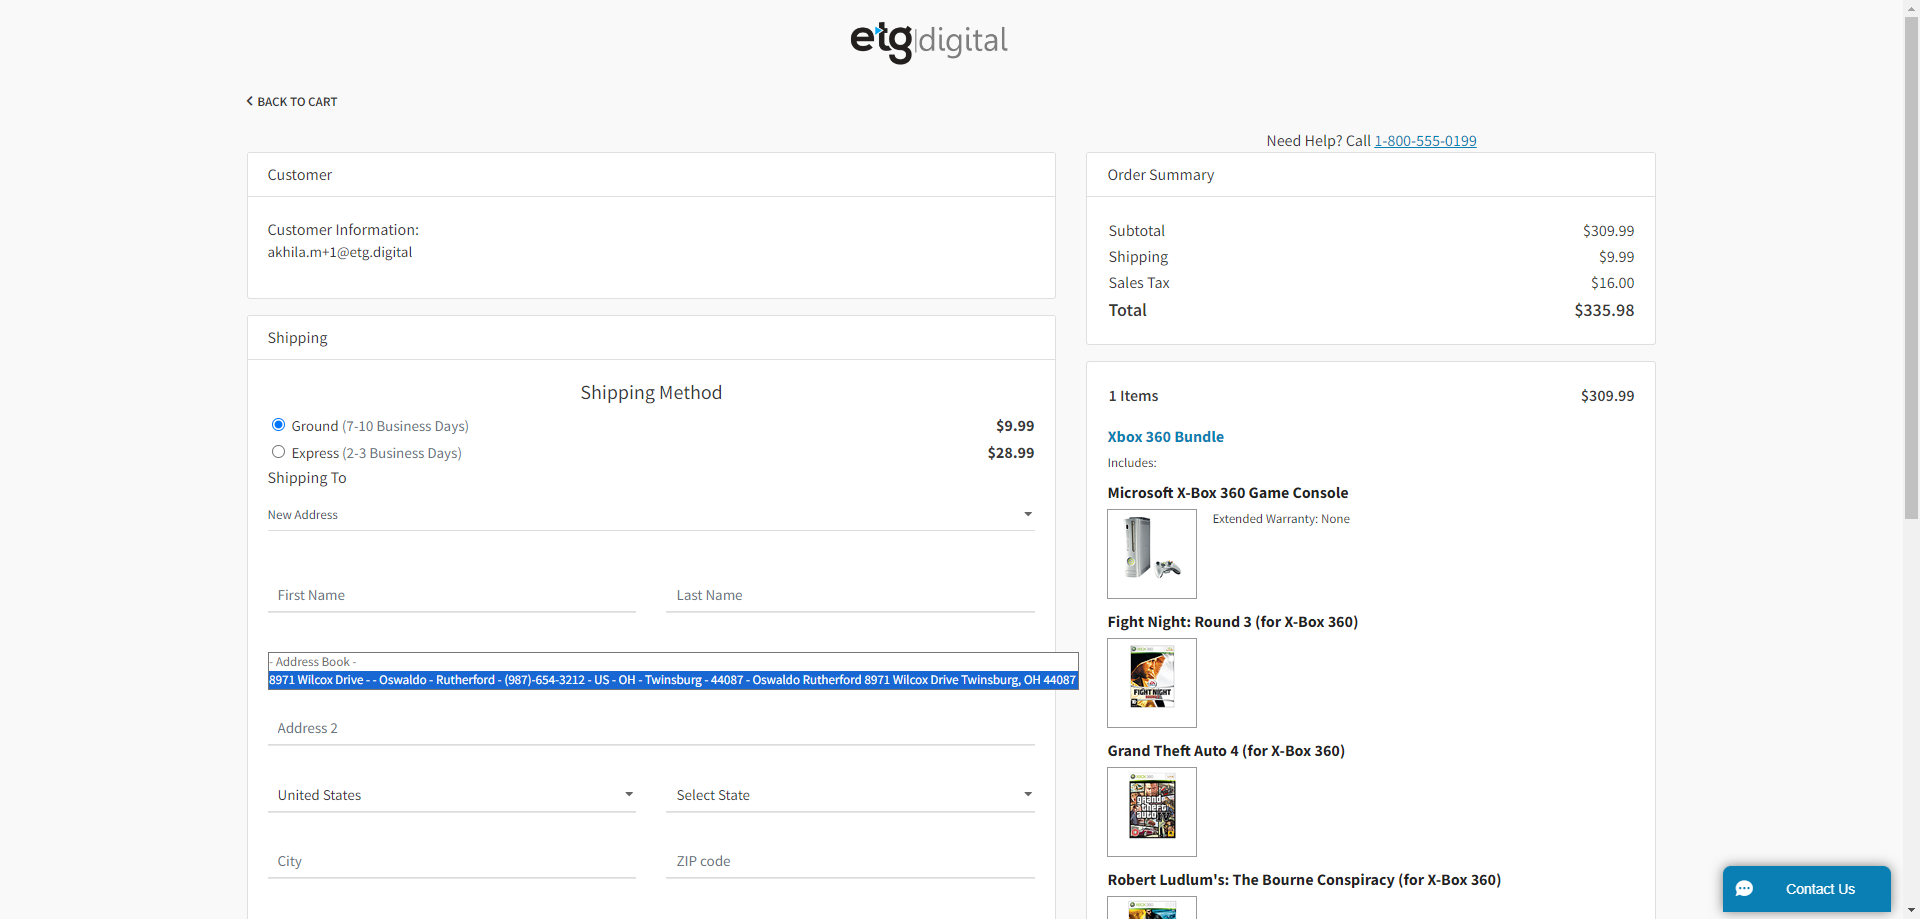 etg|digital
BACK TO CART
Need Help? Call 1-800-555-0199
Customer
Customer Information:
akhila.m+1@etg.digital
Shipping
Shipping Method
Ground (7-10 Business Days) $9.99
Express (2-3 Business Days) $28.99
Shipping To
New Address
First Name Last Name
- Address Book -
8971 Wilcox Drive - - Oswaldo - Rutherford - (987)-654-3212 - US - OH - Twinsburg - 44087 - Oswaldo Rutherford 8971 Wilcox Drive Twinsburg, OH 44087
Address 2
United States Select State
City ZIP code
Order Summary
Subtotal $309.99
Shipping $9.99
Sales Tax $16.00
Total $335.98
1 Items $309.99
Xbox 360 Bundle
Includes:
Microsoft X-Box 360 Game Console
Extended Warranty: None
Fight Night: Round 3 (for X-Box 360)
FIGHT NIGHT
Grand Theft Auto 4 (for X-Box 360)
grand
theft
auto
Robert Ludlum's: The Bourne Conspiracy (for X-Box 360)
Contact Us